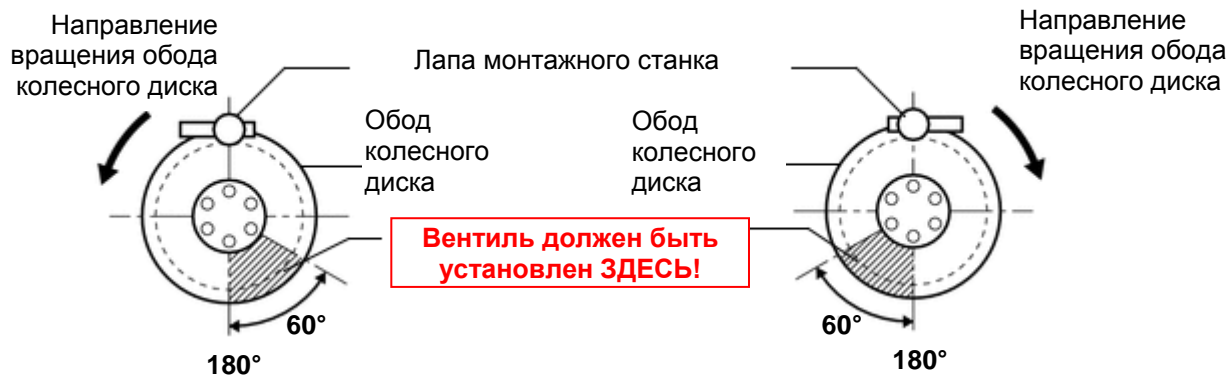 Направление
вращения обода
колесного диска
Лапа монтажного станка
Направление
вращения обода
колесного диска
Обод
колесного
диска
Обод
колесного
диска
Вентиль должен быть
установлен ЗДЕСЬ!
60°
180°
60°
180°